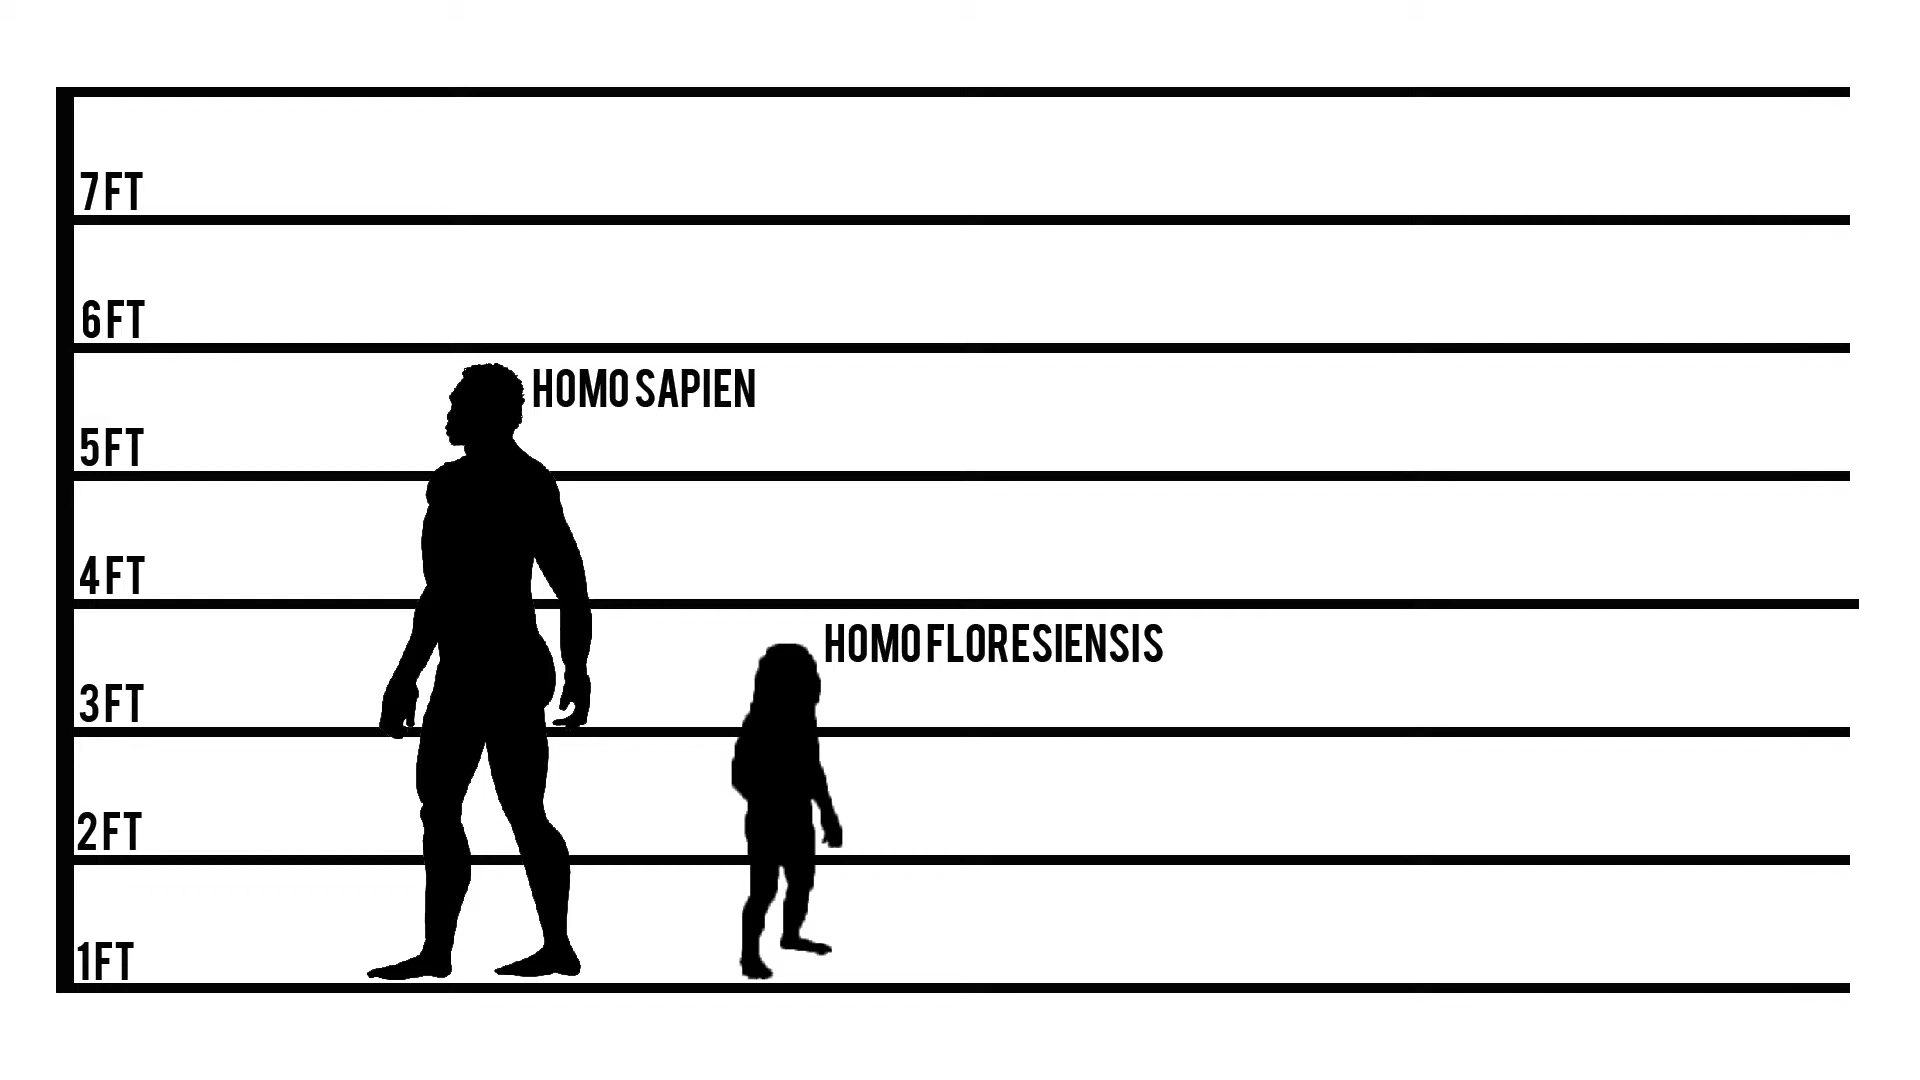 7FT
6FT
HOMO SAPIEN
5FT
4FT
HOMO FLORESIENSIS
3FT
2FT
1FT